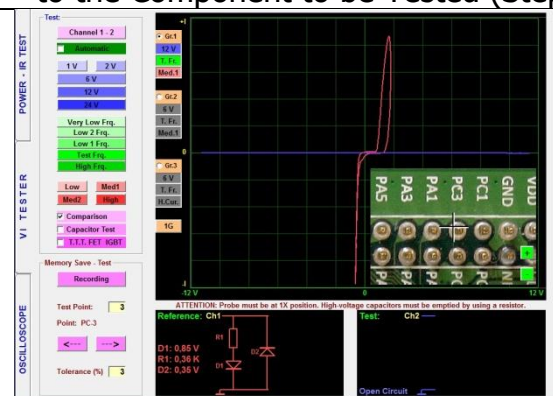 to the Component to be Tested (Step
POWER - IR TEST
VI TESTER
OSCILLOSCOPE
Test:
Channel 1 - 2
Automatic
1 V 2 V
6 V
12 V
24 V
Very Low Frq.
Low 2 Frq.
Low 1 Frq.
Test Frq.
High Frq.
Low Med1
Med2 High
Comparison
Capacitor Test
T.T.T. FET IGBT
Memory Save - Test
Recording
Test Point: 3
Point: PC-3
<---- --->
Tolerance (%) 3
Gr.1
12 V
T. Fr.
Med.1
Gr.2
6 V
T. Fr.
Med.1
Gr.3
6 V
T. Fr.
H.Cur.
1G
+I
0
-I
-12 V 0 12 V
PA5 PA3 PA1 PC3 PC1 GND VDD
ATTENTION: Probe must be at 1X position. High-voltage capacitors must be emptied by using a resistor.
Reference: Ch1
R1
D1
D2
D1: 0,85 V
R1: 0,36 K
D2: 0,35 V
Test: Ch2
Open Circuit